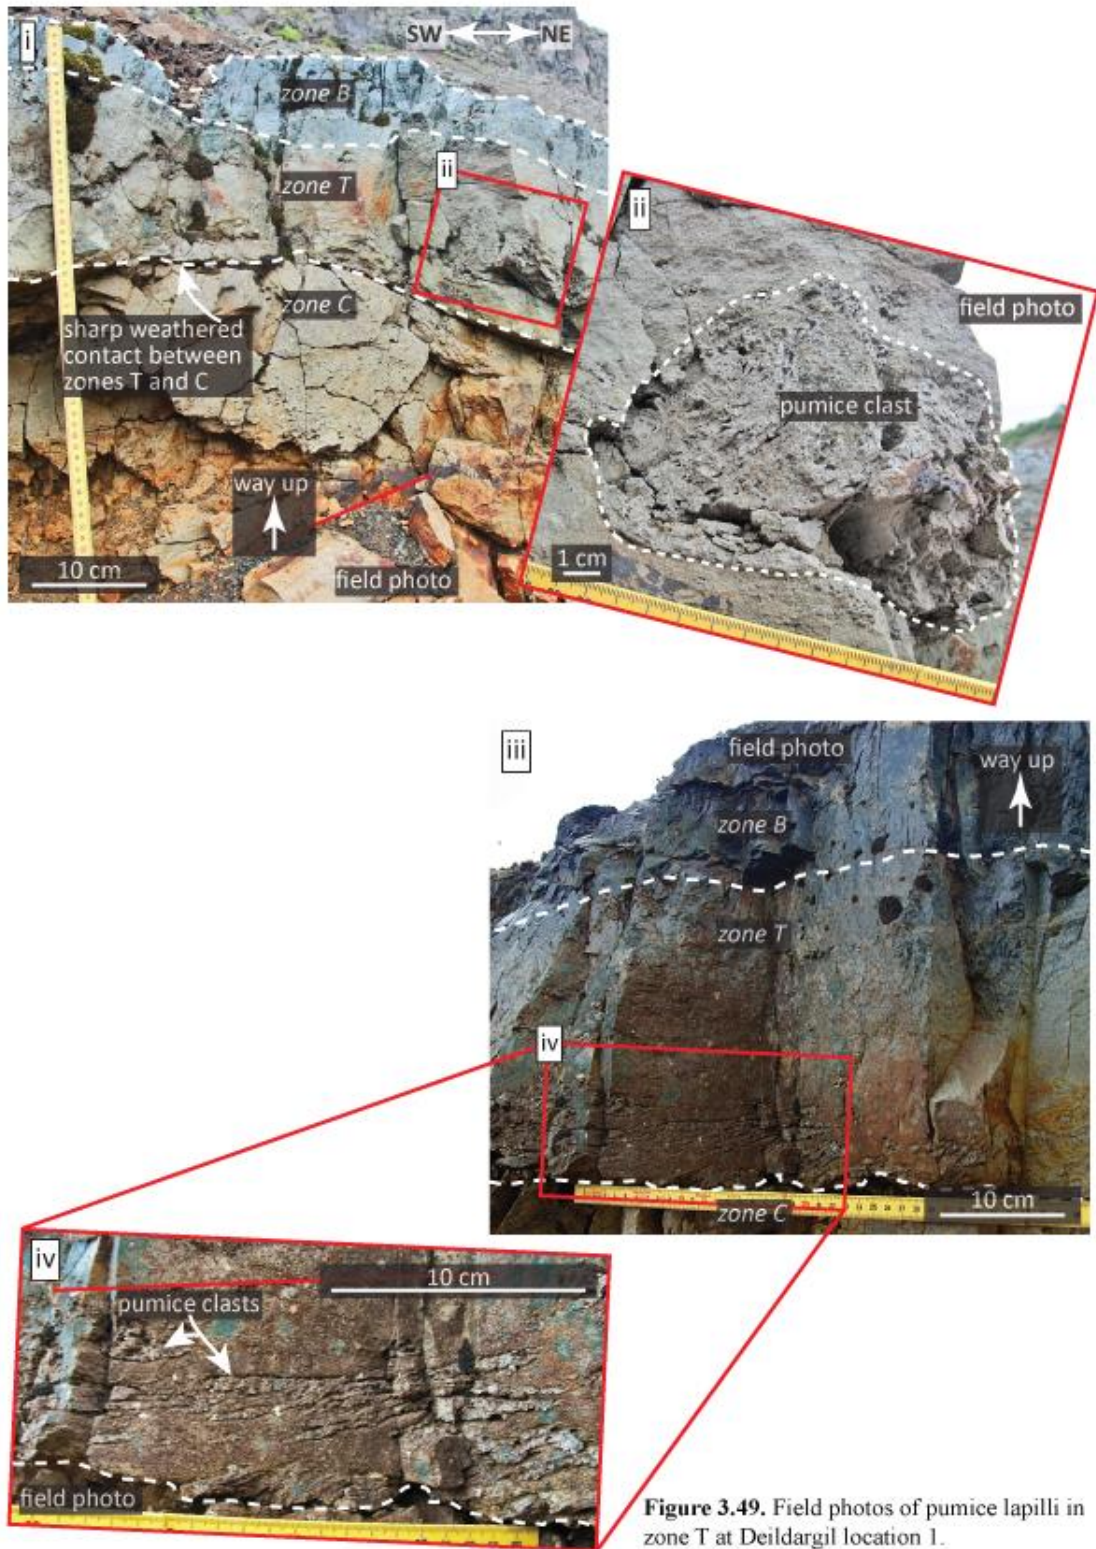 i
SW NE
zone B
zone T
ii
zone C
sharp weathered
contact between
zones T and C
way up
10 cm
field photo
ii
field photo
pumice clast
1 cm
iii
field photo
way up
zone B
zone T
iv
10 cm
zone C
iv
10 cm
pumice clasts
field photo
Figure 3.49. Field photos of pumice lapilli in
zone T at Deildargil location 1.